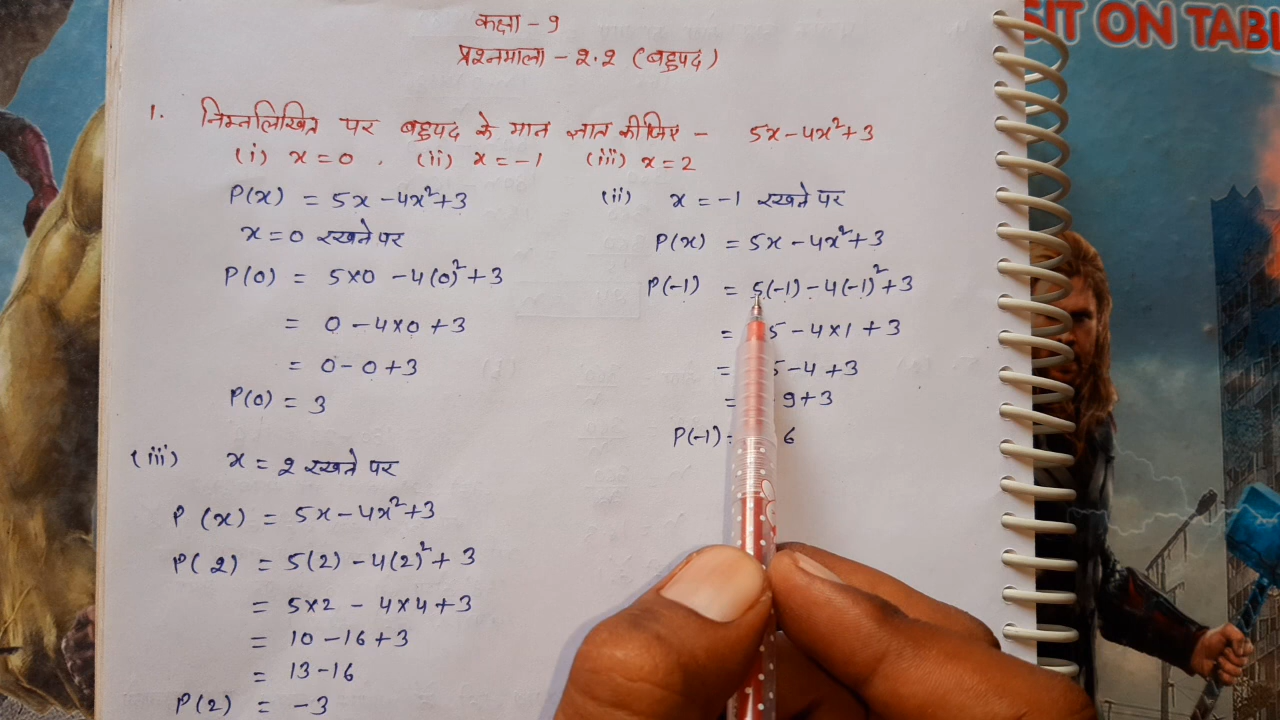 कक्षा - 9
प्रश्नमाला - २.२ (बहुपद)
1. निम्नलिखित पर बहुपद के मान ज्ञात कीजिए - 5x - 4x² + 3
(i) x = 0, (ii) x = -1 (iii) x = 2
P(x) = 5x - 4x² + 3
x = 0 रखने पर
P(0) = 5×0 - 4(0)² + 3
= 0 - 4×0 + 3
= 0 - 0 + 3
P(0) = 3
(ii) x = -1 रखने पर
P(x) = 5x - 4x² + 3
P(-1) = 5(-1) - 4(-1)² + 3
= 5 - 4×1 + 3
= 5 - 4 + 3
= 9 + 3
P(-1) = 6
(iii) x = 2 रखने पर
P(x) = 5x - 4x² + 3
P(2) = 5(2) - 4(2)² + 3
= 5×2 - 4×4 + 3
= 10 - 16 + 3
= 13 - 16
P(2) = -3
SIT ON TABL